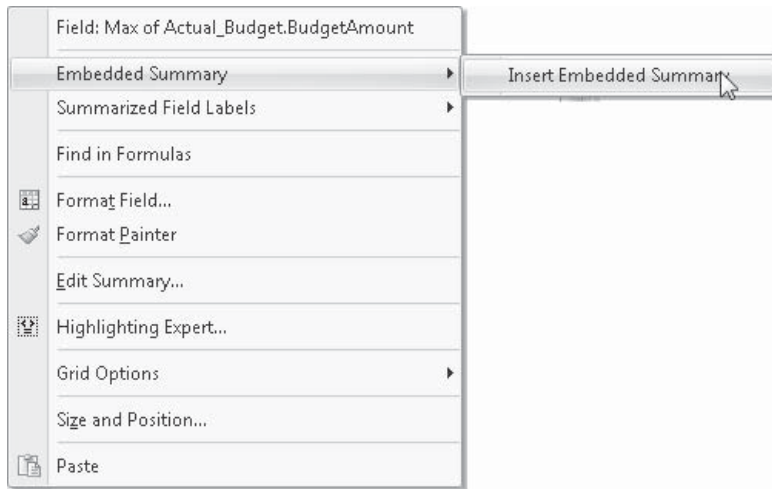 Field: Max of Actual_Budget.BudgetAmount
Embedded Summary
Insert Embedded Summary
Summarized Field Labels
Find in Formulas
Format Field...
Format Painter
Edit Summary...
Highlighting Expert...
Grid Options
Size and Position...
Paste